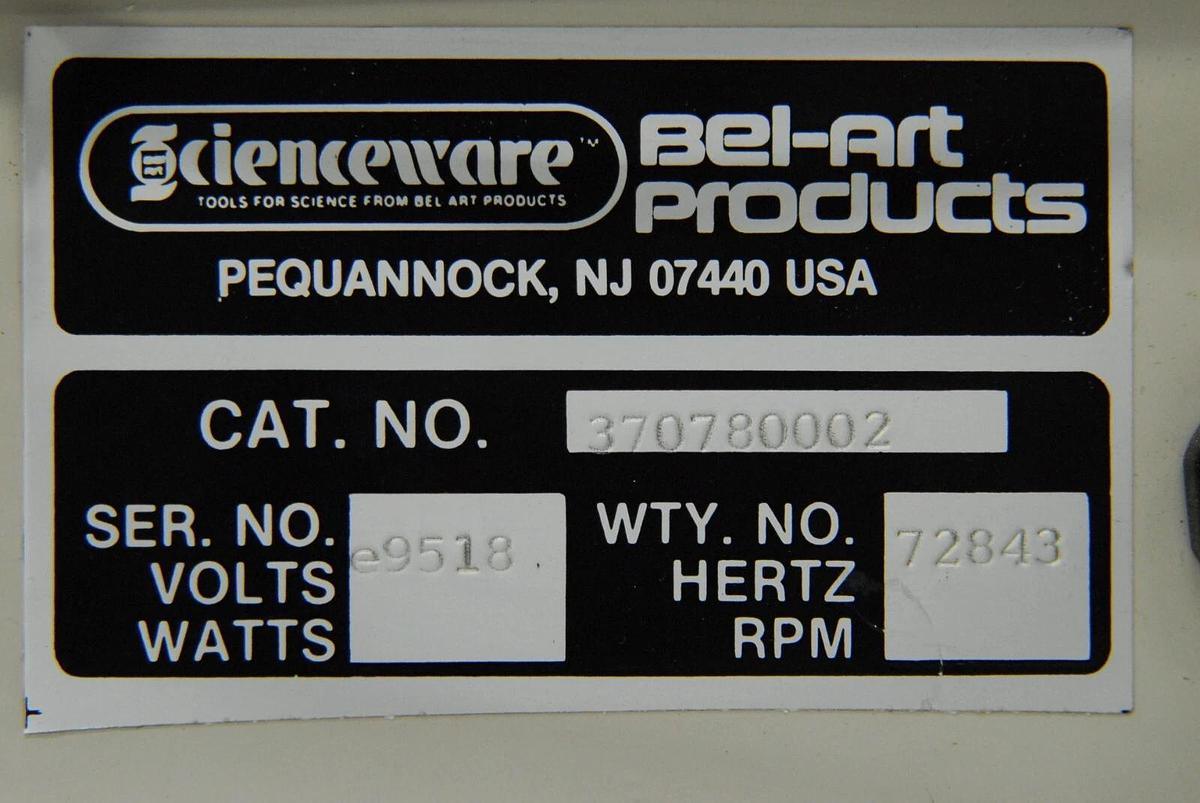 Scienceware™
TOOLS FOR SCIENCE FROM BEL ART PRODUCTS
Bel-Art
Products
PEQUANNOCK, NJ 07440 USA
CAT. NO. 370780002
SER. NO. e9518
VOLTS
WATTS
WTY. NO. 72843
HERTZ
RPM